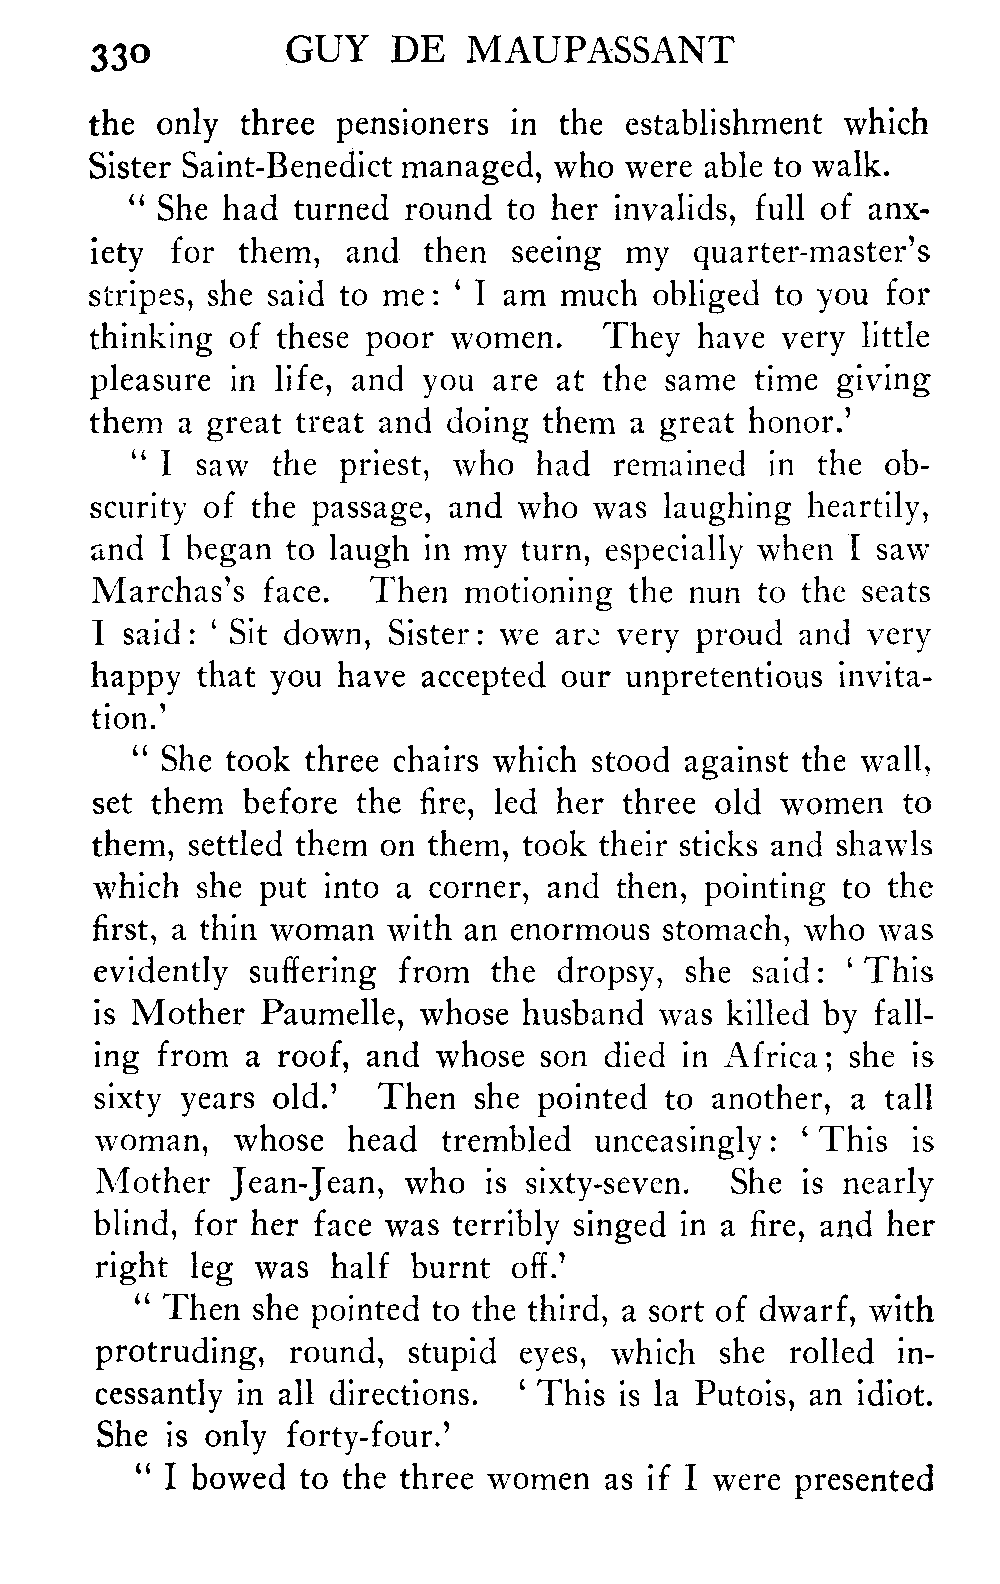 330 GUY DE MAUPASSANT
the only three pensioners in the establishment which
Sister Saint-Benedict managed, who were able to walk.
“ She had turned round to her invalids, full of anx-
iety for them, and then seeing my quarter-master’s
stripes, she said to me: ‘ I am much obliged to you for
thinking of these poor women. They have very little
pleasure in life, and you are at the same time giving
them a great treat and doing them a great honor.’
“ I saw the priest, who had remained in the ob-
scurity of the passage, and who was laughing heartily,
and I began to laugh in my turn, especially when I saw
Marchas’s face. Then motioning the nun to the seats
I said: ‘ Sit down, Sister: we are very proud and very
happy that you have accepted our unpretentious invita-
tion.’
“ She took three chairs which stood against the wall,
set them before the fire, led her three old women to
them, settled them on them, took their sticks and shawls
which she put into a corner, and then, pointing to the
first, a thin woman with an enormous stomach, who was
evidently suffering from the dropsy, she said: ‘ This
is Mother Paumelle, whose husband was killed by fall-
ing from a roof, and whose son died in Africa; she is
sixty years old.’ Then she pointed to another, a tall
woman, whose head trembled unceasingly: ‘ This is
Mother Jean-Jean, who is sixty-seven. She is nearly
blind, for her face was terribly singed in a fire, and her
right leg was half burnt off.’
“ Then she pointed to the third, a sort of dwarf, with
protruding, round, stupid eyes, which she rolled in-
cessantly in all directions. ‘ This is la Putois, an idiot.
She is only forty-four.’
“ I bowed to the three women as if I were presented